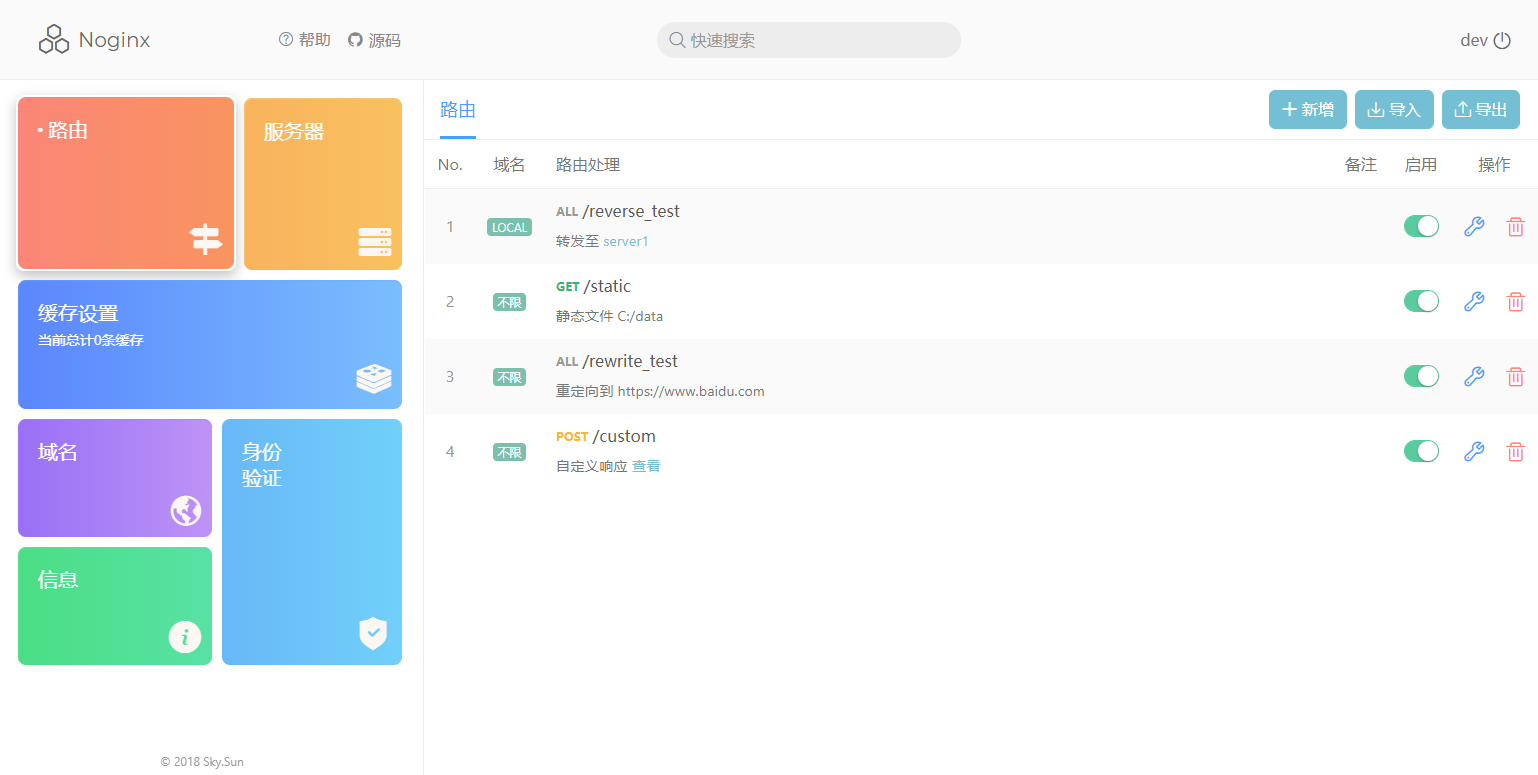 Noginx
帮助 源码
快速搜索
dev
• 路由
服务器
缓存设置
当前总计0条缓存
域名
身份
验证
信息
© 2018 Sky.Sun
路由
新增 导入 导出
No. 域名 路由处理 备注 启用 操作
1 LOCAL ALL /reverse_test
转发至 server1
2 不限 GET /static
静态文件 C:/data
3 不限 ALL /rewrite_test
重定向到 https://www.baidu.com
4 不限 POST /custom
自定义响应 查看